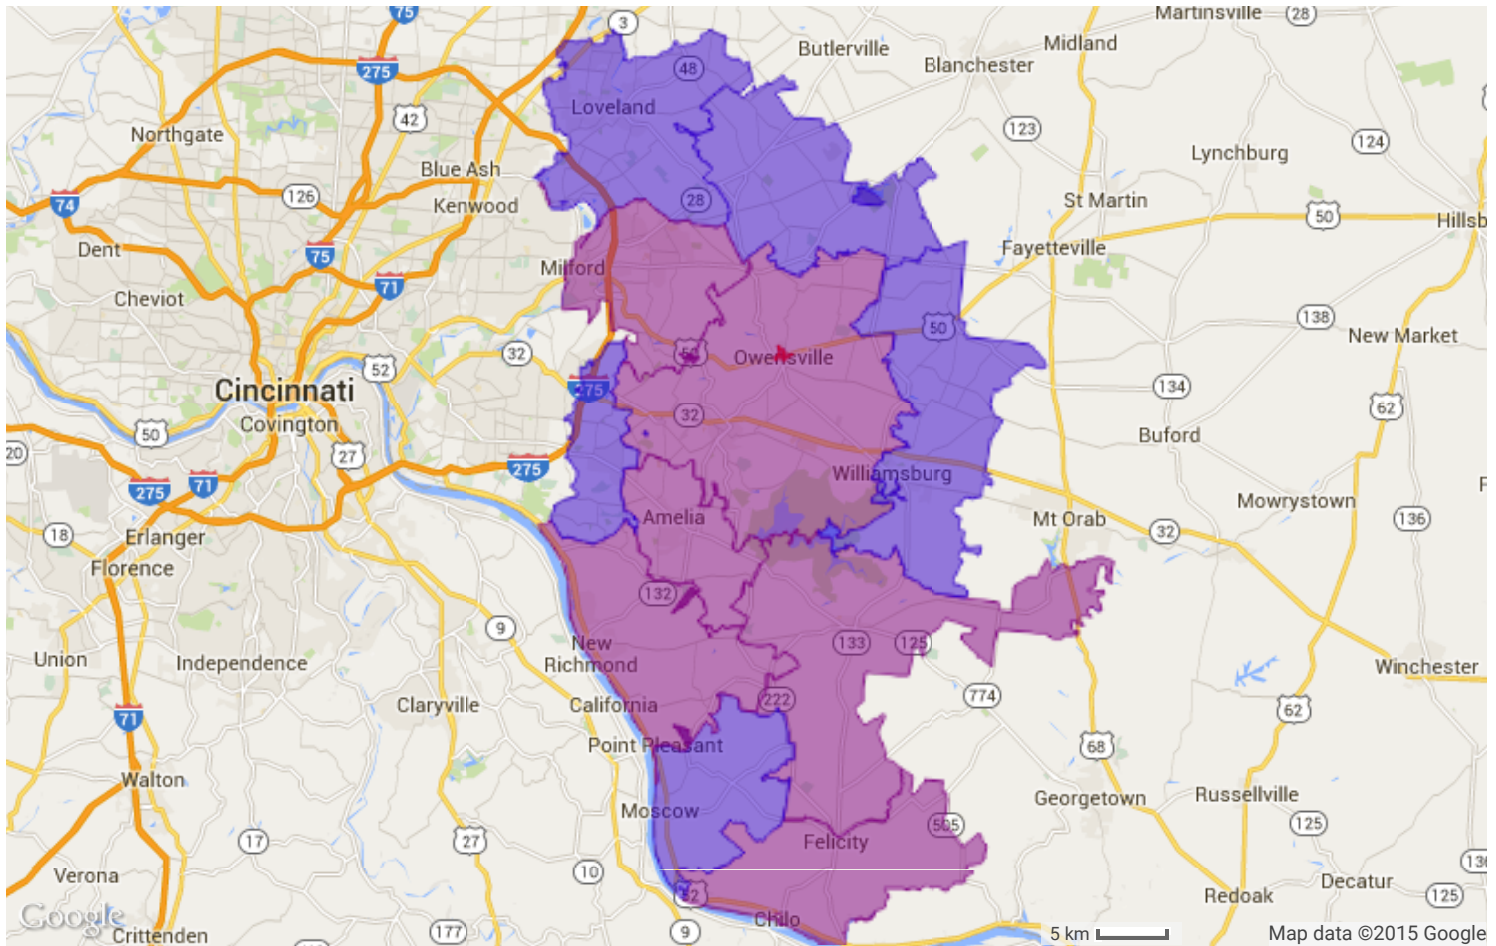 75
3
Martinsville
28
Butlerville
Midland
Blanchester
275
48
Loveland
42
123
124
Northgate
Lynchburg
Blue Ash
74
126
28
St Martin
Kenwood
50
Hillsb
Dent
75
Fayetteville
Milford
71
Cheviot
138
50
New Market
32
50
Owensville
52
275
134
Cincinnati
62
32
Covington
50
Buford
20
27
275
Williamsburg
71
275
Mowrystown
F
Amelia
Mt Orab
136
18
32
Erlanger
Florence
132
9
New
Richmond
133
125
Union
Independence
Winchester
222
774
Claryville
California
62
71
Point Pleasant
68
Walton
Georgetown
Russellville
Moscow
505
125
17
27
Felicity
136
Verena
10
Decatur
52
Redoak
125
Google
Chilo
177
9
Crittenden
5 km
Map data ©2015 Google